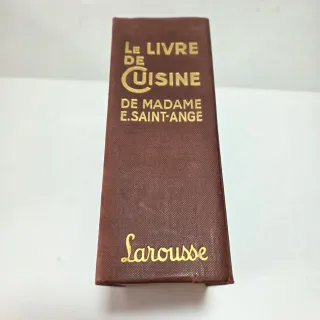 LE LIVRE
DE
CUISINE
DE MADAME
E. SAINT-ANGE
Larousse